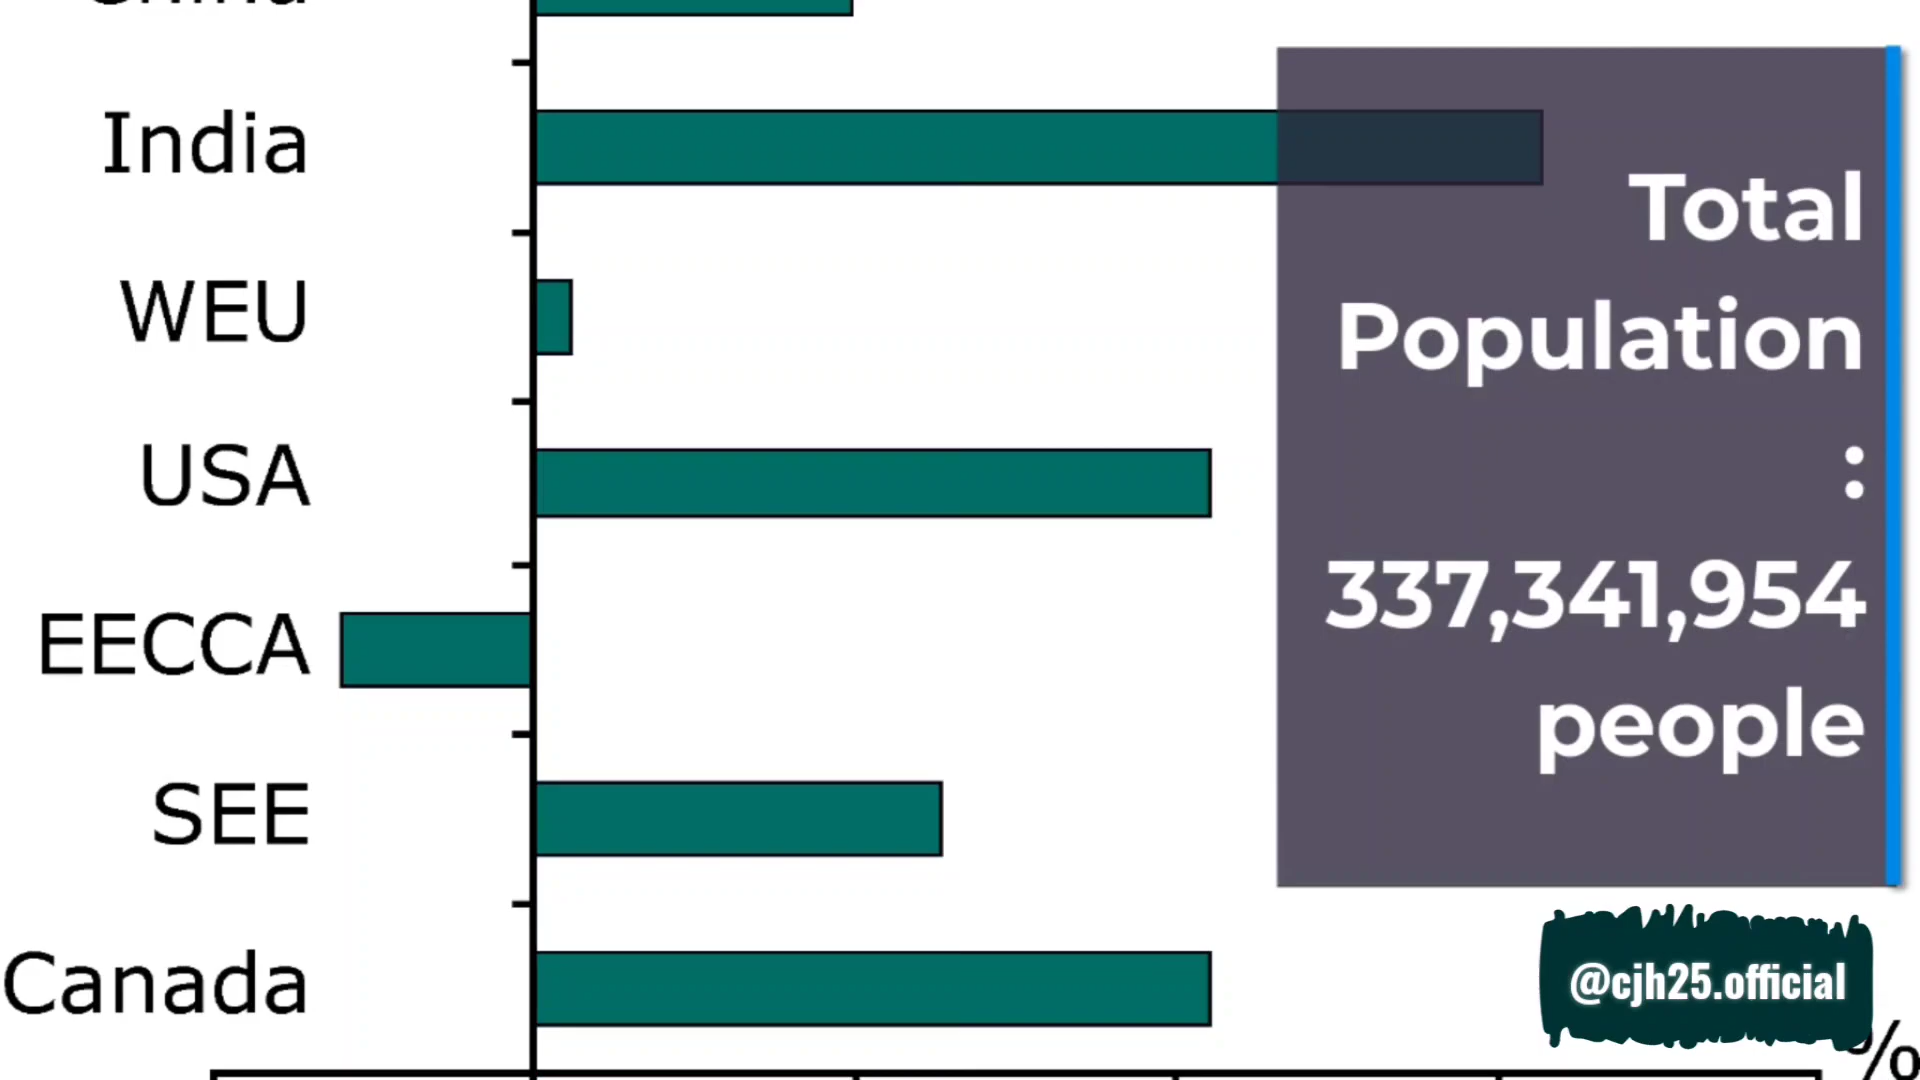 India
WEU
USA
EECCA
SEE
Canada
Total
Population
:
337,341,954
people
@cjh25.official
%